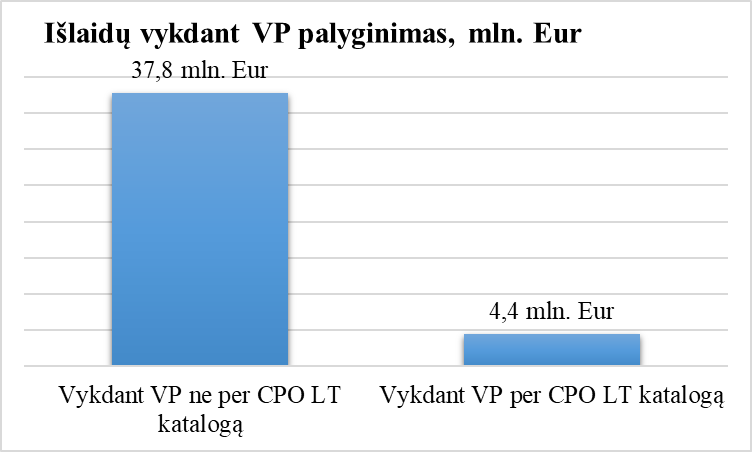 Išlaidų vykdant VP palyginimas, mln. Eur
37,8 mln. Eur
4,4 mln. Eur
Vykdant VP ne per CPO LT
katalogą
Vykdant VP per CPO LT katalogą